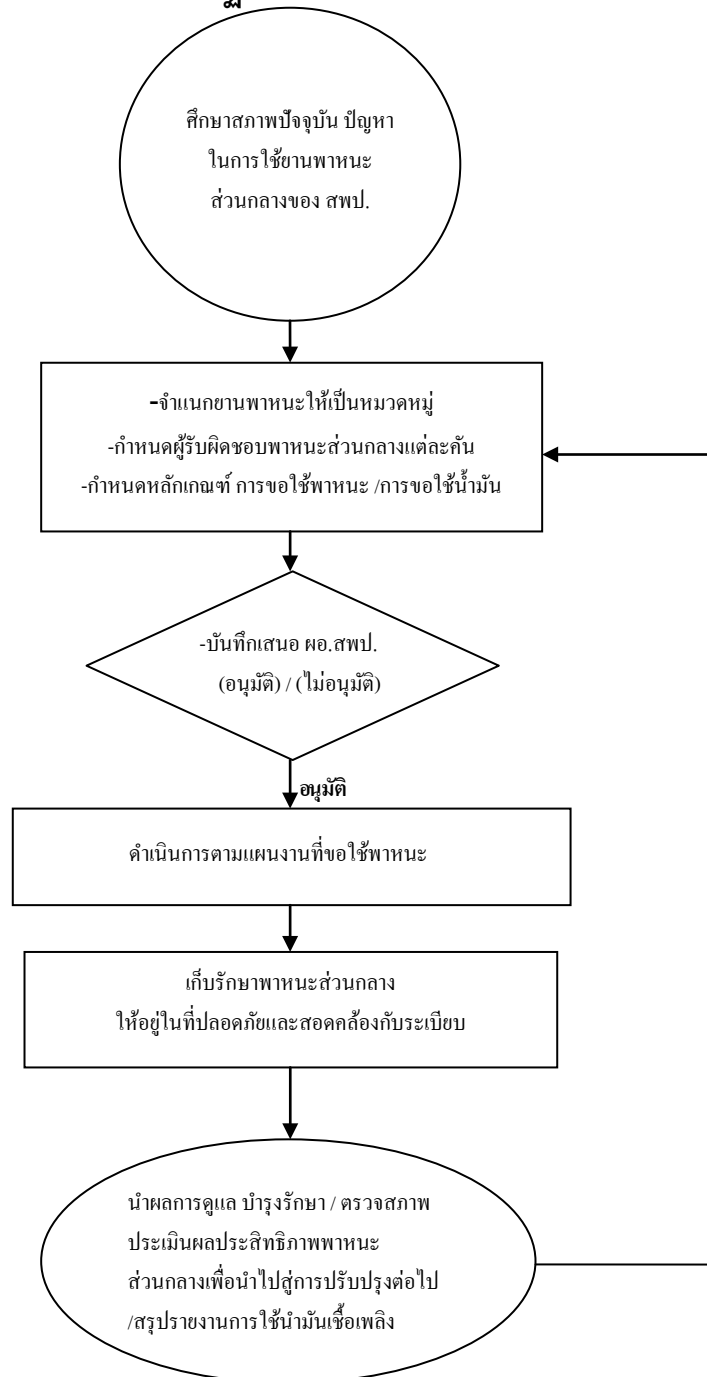 ศึกษาสภาพปัจจุบัน ปัญหา
ในการใช้ยานพาหนะ
ส่วนกลางของ สพป.
-จำแนกยานพาหนะให้เป็นหมวดหมู่
-กำหนดผู้รับผิดชอบพาหนะส่วนกลางแต่ละคัน
-กำหนดหลักเกณฑ์ การขอใช้พาหนะ /การขอใช้น้ำมัน
-บันทึกเสนอ ผอ.สพป.
(อนุมัติ) / (ไม่อนุมัติ)
อนุมัติ
ดำเนินการตามแผนงานที่ขอใช้พาหนะ
เก็บรักษาพาหนะส่วนกลาง
ให้อยู่ในที่ปลอดภัยและสอดคล้องกับระเบียบ
นำผลการดูแล บำรุงรักษา / ตรวจสภาพ
ประเมินผลประสิทธิภาพพาหนะ
ส่วนกลางเพื่อนำไปสู่การปรับปรุงต่อไป
/สรุปรายงานการใช้นำมันเชื้อเพลิง